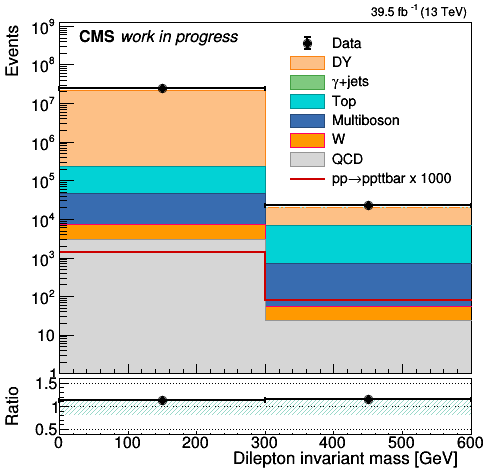 39.5 fb⁻¹ (13 TeV)
CMS work in progress
Events
10⁹
10⁸
10⁷
10⁶
10⁵
10⁴
10³
10²
10
1
Data
DY
γ+jets
Top
Multiboson
W
QCD
pp→ppttbar x 1000
Ratio
1.5
1
0.5
0 100 200 300 400 500 600
Dilepton invariant mass [GeV]